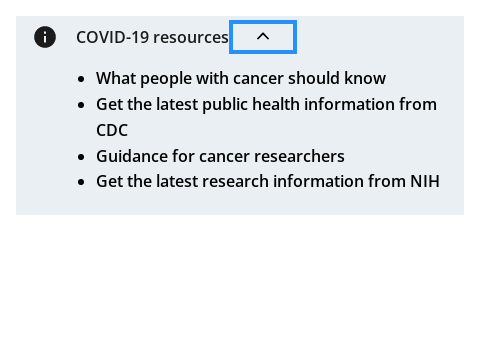 COVID-19 resources
What people with cancer should know
Get the latest public health information from
CDC
Guidance for cancer researchers
Get the latest research information from NIH